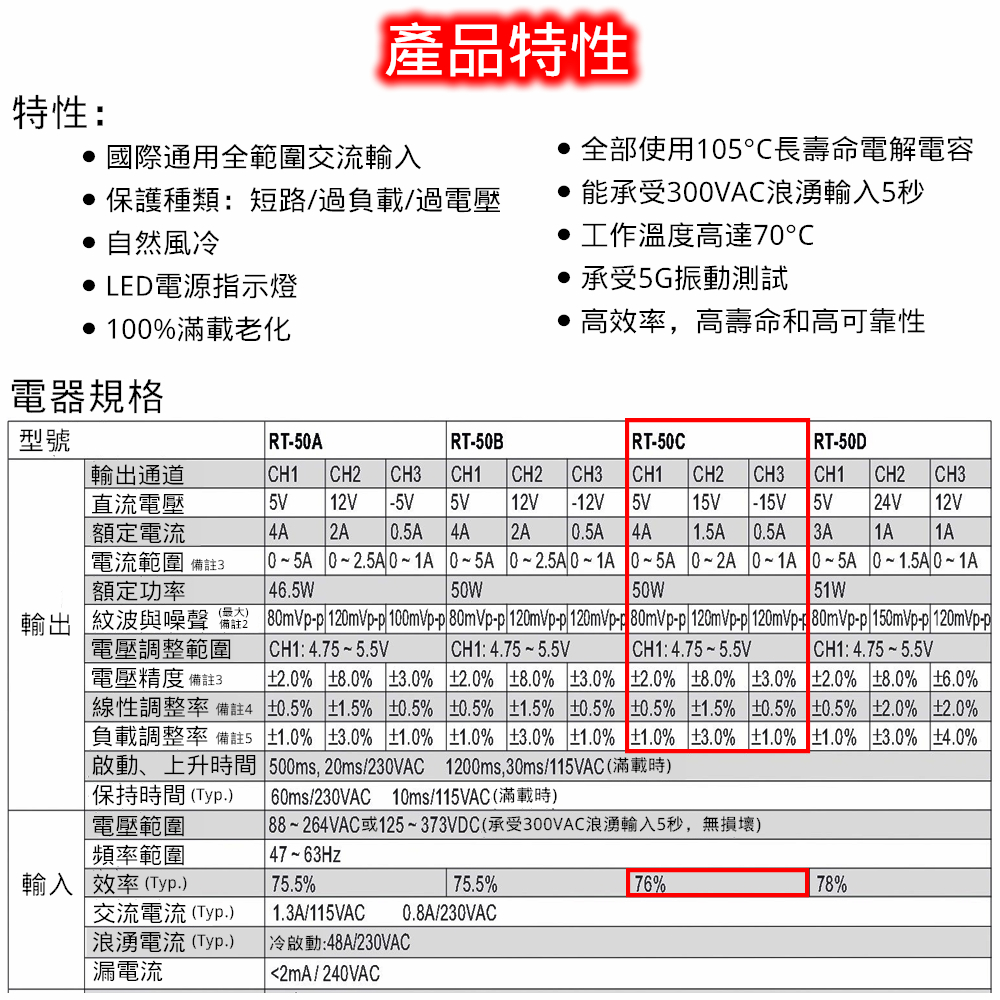 產品特性
特性：
• 國際通用全範圍交流輸入
• 保護種類：短路/過負載/過電壓
• 自然風冷
• LED電源指示燈
• 100%滿載老化
• 全部使用105°C長壽命電解電容
• 能承受300VAC浪湧輸入5秒
• 工作溫度高達70°C
• 承受5G振動測試
• 高效率，高壽命和高可靠性
電器規格
型號 RT-50A RT-50B RT-50C RT-50D
輸出
輸出通道 CH1 CH2 CH3 CH1 CH2 CH3 CH1 CH2 CH3 CH1 CH2 CH3
直流電壓 5V 12V -5V 5V 12V -12V 5V 15V -15V 5V 24V 12V
額定電流 4A 2A 0.5A 4A 2A 0.5A 4A 1.5A 0.5A 3A 1A 1A
電流範圍 備註3 0~5A 0~2.5A 0~1A 0~5A 0~2.5A 0~1A 0~5A 0~2A 0~1A 0~5A 0~1.5A 0~1A
額定功率 46.5W 50W 50W 51W
紋波與噪聲 (最大) 備註2 80mVp-p 120mVp-p 100mVp-p 80mVp-p 120mVp-p 120mVp-p 80mVp-p 120mVp-p 120mVp-p 80mVp-p 150mVp-p 120mVp-p
電壓調整範圍 CH1: 4.75~5.5V CH1: 4.75~5.5V CH1: 4.75~5.5V CH1: 4.75~5.5V
電壓精度 備註3 ±2.0% ±8.0% ±3.0% ±2.0% ±8.0% ±3.0% ±2.0% ±8.0% ±3.0% ±2.0% ±8.0% ±6.0%
線性調整率 備註4 ±0.5% ±1.5% ±0.5% ±0.5% ±1.5% ±0.5% ±0.5% ±1.5% ±0.5% ±0.5% ±2.0% ±2.0%
負載調整率 備註5 ±1.0% ±3.0% ±1.0% ±1.0% ±3.0% ±1.0% ±1.0% ±3.0% ±1.0% ±1.0% ±3.0% ±4.0%
啟動、上升時間 500ms, 20ms/230VAC 1200ms,30ms/115VAC(滿載時)
保持時間 (Typ.) 60ms/230VAC 10ms/115VAC(滿載時)
輸入
電壓範圍 88~264VAC或125~373VDC(承受300VAC浪湧輸入5秒，無損壞)
頻率範圍 47~63Hz
效率 (Typ.) 75.5% 75.5% 76% 78%
交流電流 (Typ.) 1.3A/115VAC 0.8A/230VAC
浪湧電流 (Typ.) 冷啟動:48A/230VAC
漏電流 <2mA / 240VAC